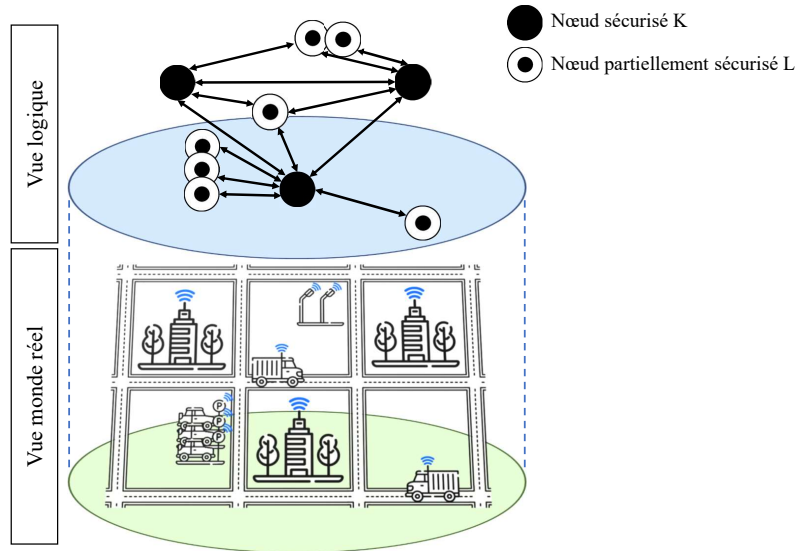 Nœud sécurisé K
Nœud partiellement sécurisé L
Vue logique
Vue monde réel
P
P
P